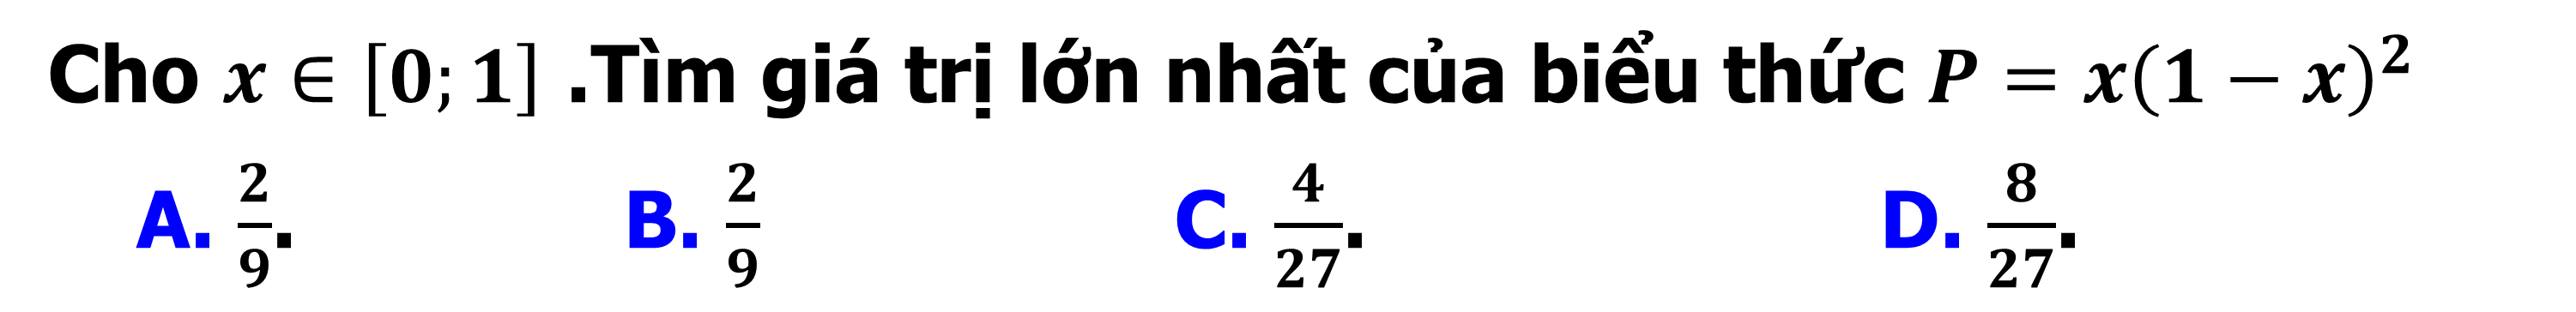 Cho x ∈ [0; 1] .Tìm giá trị lớn nhất của biểu thức P = x(1 − x)²
A. 2/9. B. 2/9 C. 4/27. D. 8/27.